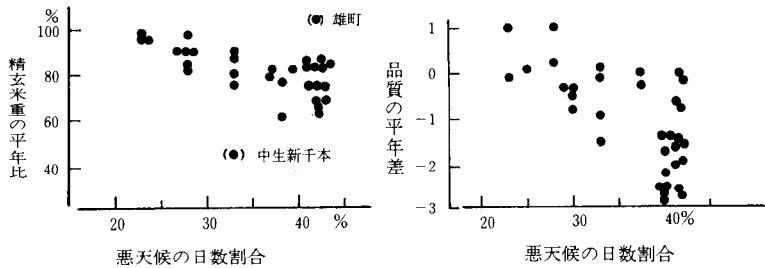 %
100
80
60
40
精玄米重の平年比
(●) 雄町
(●) 中生新千本
20
30
40
%
悪天候の日数割合
1
0
−1
−2
−3
品質の平年差
20
30
40%
悪天候の日数割合